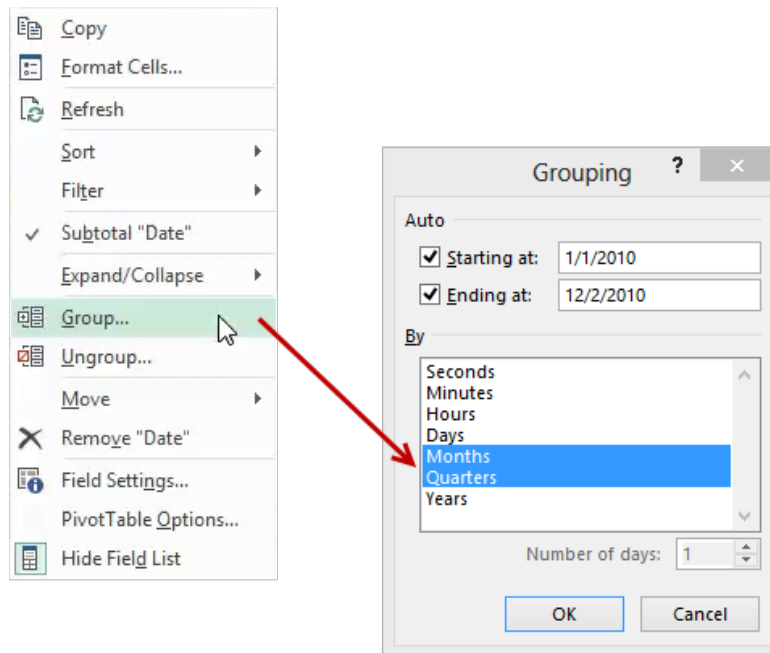 Copy
Format Cells...
Refresh
Sort
Filter
Subtotal "Date"
Expand/Collapse
Group...
Ungroup...
Move
Remove "Date"
Field Settings...
PivotTable Options...
Hide Field List
Grouping ?
Auto
Starting at: 1/1/2010
Ending at: 12/2/2010
By
Seconds
Minutes
Hours
Days
Months
Quarters
Years
Number of days: 1
OK Cancel